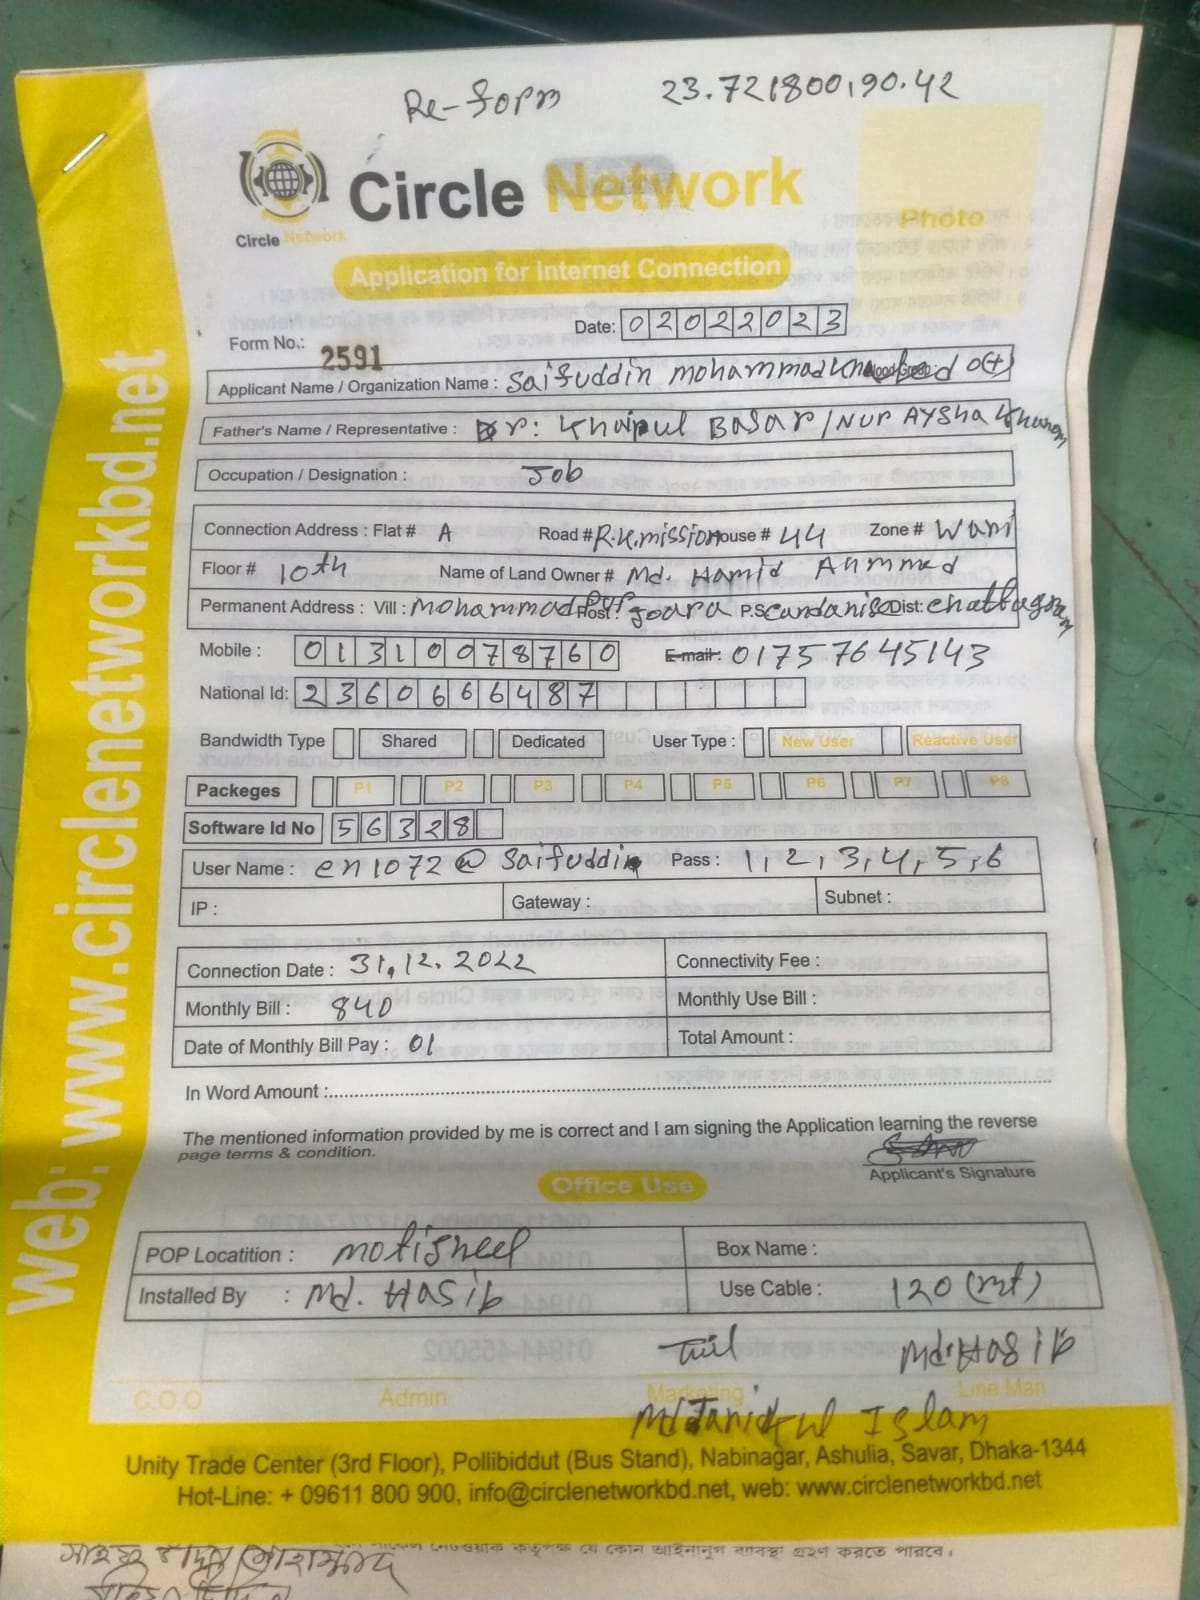 Re-form 23.721800,90.42
Circle Network
Circle Network
Photo
Application for Internet Connection
Date: 02022023
Form No.: 2591
Applicant Name / Organization Name : Saifuddin mohammad O(+)
Father's Name / Representative : Dr: Khairul Basar / Nur Aysha Khanom
Occupation / Designation : Job
Connection Address : Flat # A Road # R.K.mission House # 44 Zone # Wari
Floor # 10th Name of Land Owner # Md. Hamid Ahmmed
Permanent Address : Vill : mohammadpur Post: Joara P.S: Dist: chattagram
Mobile : 01310078760 E-mail: 01757645143
National Id: 2360666487
Bandwidth Type Shared Dedicated User Type : New User Reactive User
Packeges P1 P2 P3 P4 P5 P6 P7 P8
Software Id No 56328
User Name : en1072@saifuddin Pass : 1,2,3,4,5,6
IP : Gateway : Subnet :
Connection Date : 31.12.2022 Connectivity Fee :
Monthly Bill : 840 Monthly Use Bill :
Date of Monthly Bill Pay : 01 Total Amount :
In Word Amount :
The mentioned information provided by me is correct and I am signing the Application learning the reverse
page terms & condition.
Applicant's Signature
Office Use
POP Locatition : motisheel Box Name :
Installed By : Md. Hasib Use Cable : 120 (mt)
Md. Hasib
C.O.O Admin Marketing Line Man
Islam
Unity Trade Center (3rd Floor), Pollibiddut (Bus Stand), Nabinagar, Ashulia, Savar, Dhaka-1344
Hot-Line: + 09611 800 900, info@circlenetworkbd.net, web: www.circlenetworkbd.net
web: www.circlenetworkbd.net
যে কোন আইনানুগ ব্যবস্থা গ্রহণ করতে পারবে।